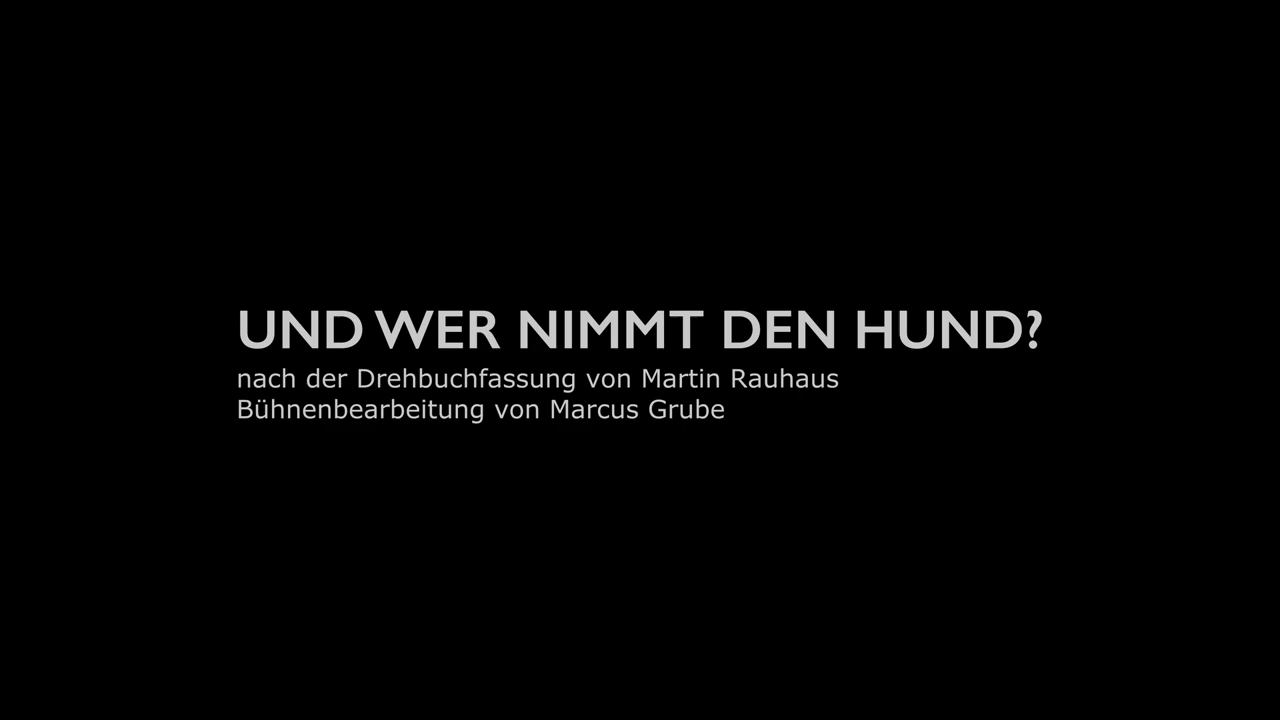 UND WER NIMMT DEN HUND?
nach der Drehbuchfassung von Martin Rauhaus
Bühnenbearbeitung von Marcus Grube